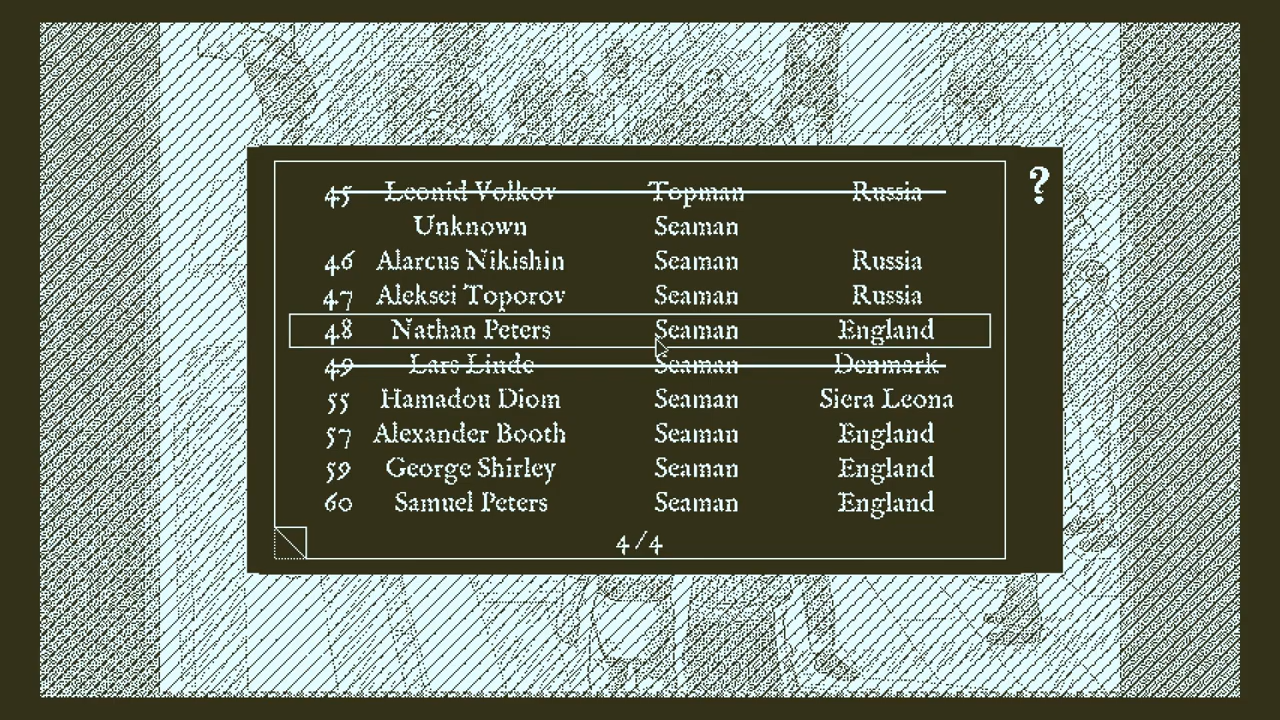 45 Leonid Volkov Topman Russia
?
Unknown Seaman
46 Alarcus Nikishin Seaman Russia
47 Aleksei Toporov Seaman Russia
48 Nathan Peters Seaman England
49 Lars Linde Seaman Denmark
55 Hamadou Diom Seaman Siera Leona
57 Alexander Booth Seaman England
59 George Shirley Seaman England
60 Samuel Peters Seaman England
4/4